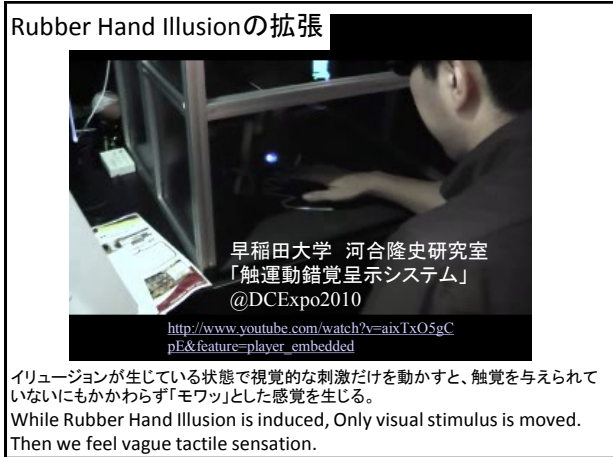 Rubber Hand Illusionの拡張
早稲田大学 河合隆史研究室
「触運動錯覚呈示システム」
@DCExpo2010
http://www.youtube.com/watch?v=aixTxO5gC
pE&feature=player_embedded
イリュージョンが生じている状態で視覚的な刺激だけを動かすと、触覚を与えられて
いないにもかかわらず「モワッ」とした感覚を生じる。
While Rubber Hand Illusion is induced, Only visual stimulus is moved.
Then we feel vague tactile sensation.